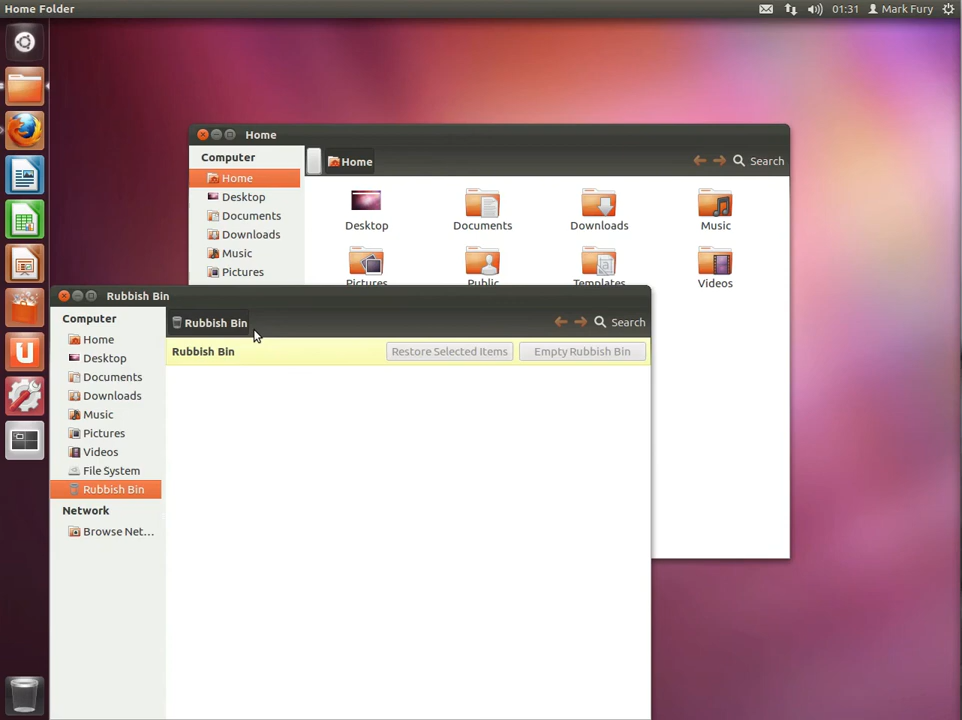 Home Folder
01:31
Mark Fury
Home
Computer
Home
Search
Home
Desktop
Documents
Downloads
Music
Pictures
Desktop
Documents
Downloads
Music
Pictures
Public
Templates
Videos
Rubbish Bin
Computer
Rubbish Bin
Search
Home
Desktop
Documents
Downloads
Music
Pictures
Videos
File System
Rubbish Bin
Network
Browse Net...
Rubbish Bin
Restore Selected Items
Empty Rubbish Bin